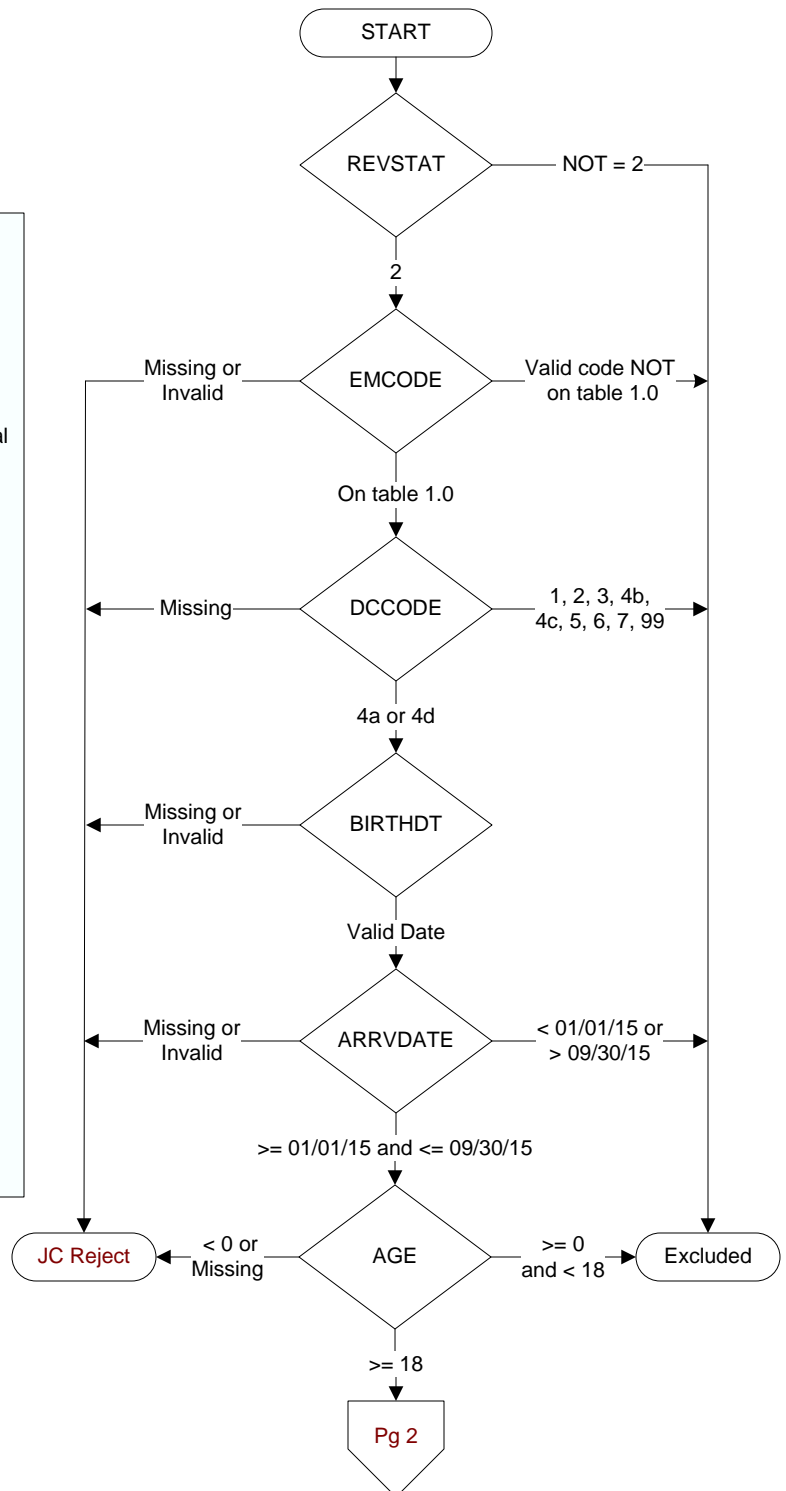 START
REVSTAT
NOT = 2
2
Missing or
Invalid
EMCODE
Valid code NOT
on table 1.0
al
On table 1.0
Missing
DCCODE
1, 2, 3, 4b,
4c, 5, 6, 7, 99
4a or 4d
Missing or
Invalid
BIRTHDT
Valid Date
Missing or
Invalid
ARRVDATE
< 01/01/15 or
> 09/30/15
>= 01/01/15 and <= 09/30/15
JC Reject
< 0 or
Missing
AGE
>= 0
and < 18
Excluded
>= 18
Pg 2